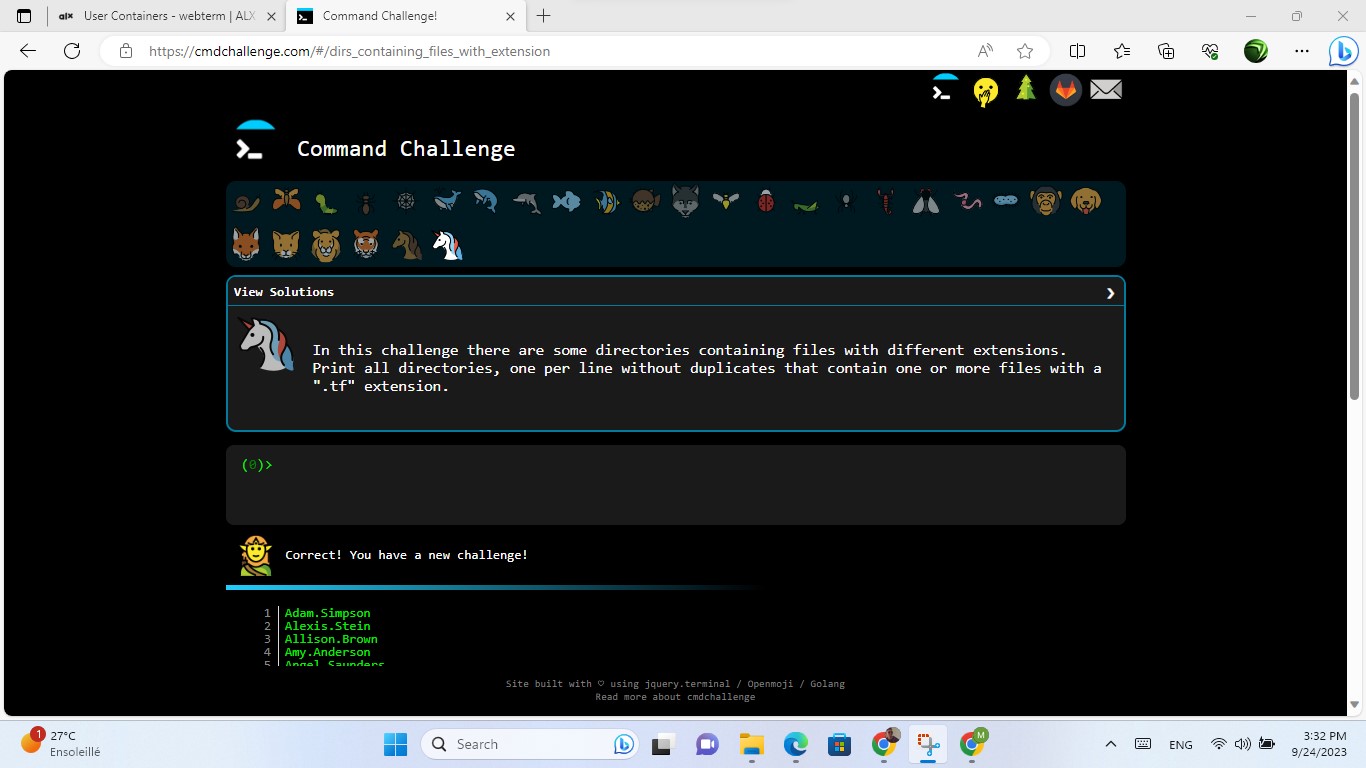 alx User Containers - webterm | ALX
Command Challenge!
https://cmdchallenge.com/#/dirs_containing_files_with_extension
Command Challenge
View Solutions
In this challenge there are some directories containing files with different extensions.
Print all directories, one per line without duplicates that contain one or more files with a
".tf" extension.
(0)>
Correct! You have a new challenge!
1 Adam.Simpson
2 Alexis.Stein
3 Allison.Brown
4 Amy.Anderson
5 Angel.Saunders
Site built with ♡ using jquery.terminal / Openmoji / Golang
Read more about cmdchallenge
1
27°C
Ensoleillé
Search
M
ENG
3:32 PM
9/24/2023